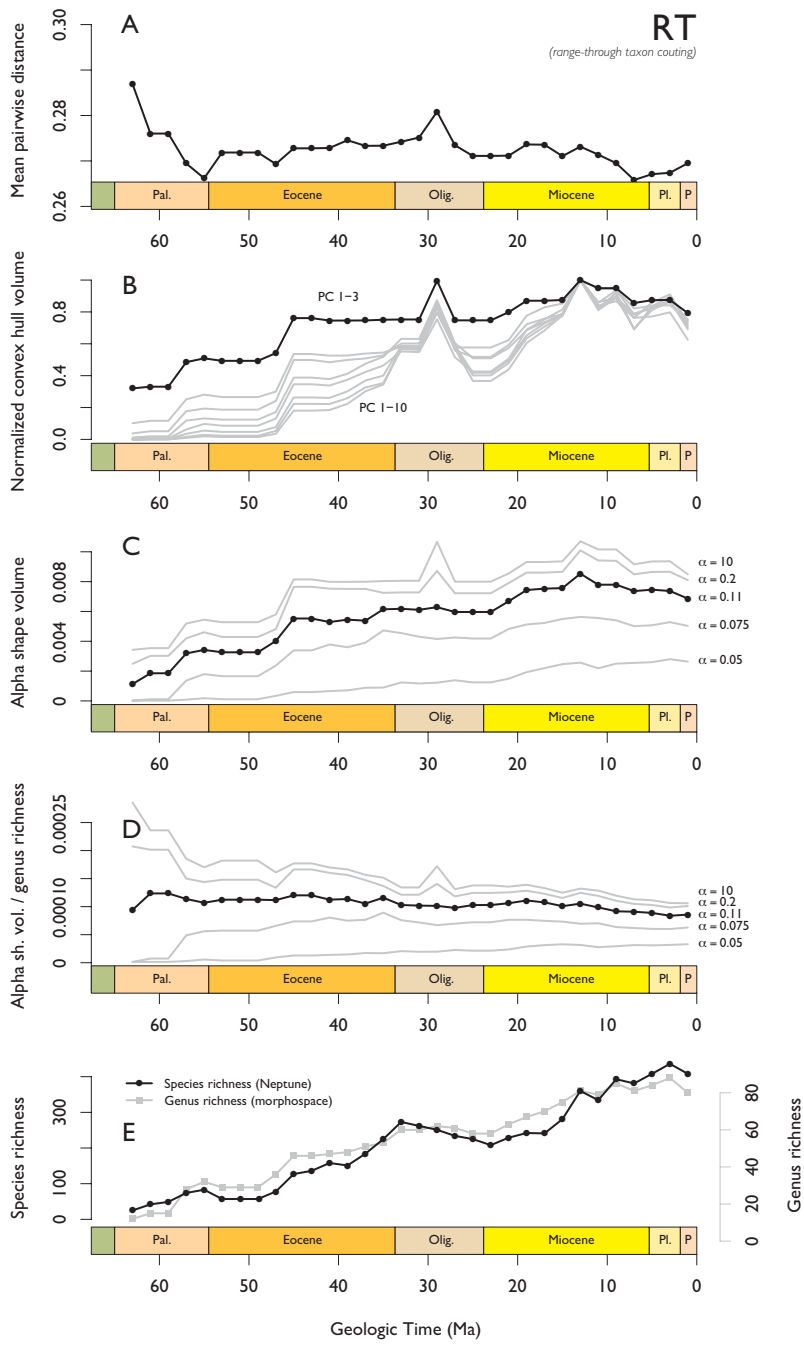 A
RT
(range-through taxon couting)
Mean pairwise distance
0.30
0.28
0.26
Pal. Eocene Olig. Miocene Pl. P
60 50 40 30 20 10 0
B
Normalized convex hull volume
0.8
0.4
0.0
PC 1–3
PC 1–10
Pal. Eocene Olig. Miocene Pl. P
60 50 40 30 20 10 0
C
Alpha shape volume
0.008
0.004
0
α = 10
α = 0.2
α = 0.11
α = 0.075
α = 0.05
Pal. Eocene Olig. Miocene Pl. P
60 50 40 30 20 10 0
D
Alpha sh. vol. / genus richness
0.00025
0.00010
0
α = 10
α = 0.2
α = 0.11
α = 0.075
α = 0.05
Pal. Eocene Olig. Miocene Pl. P
60 50 40 30 20 10 0
Species richness (Neptune)
Genus richness (morphospace)
E
Species richness
300
100
0
80
60
40
20
0
Genus richness
Pal. Eocene Olig. Miocene Pl. P
60 50 40 30 20 10 0
Geologic Time (Ma)